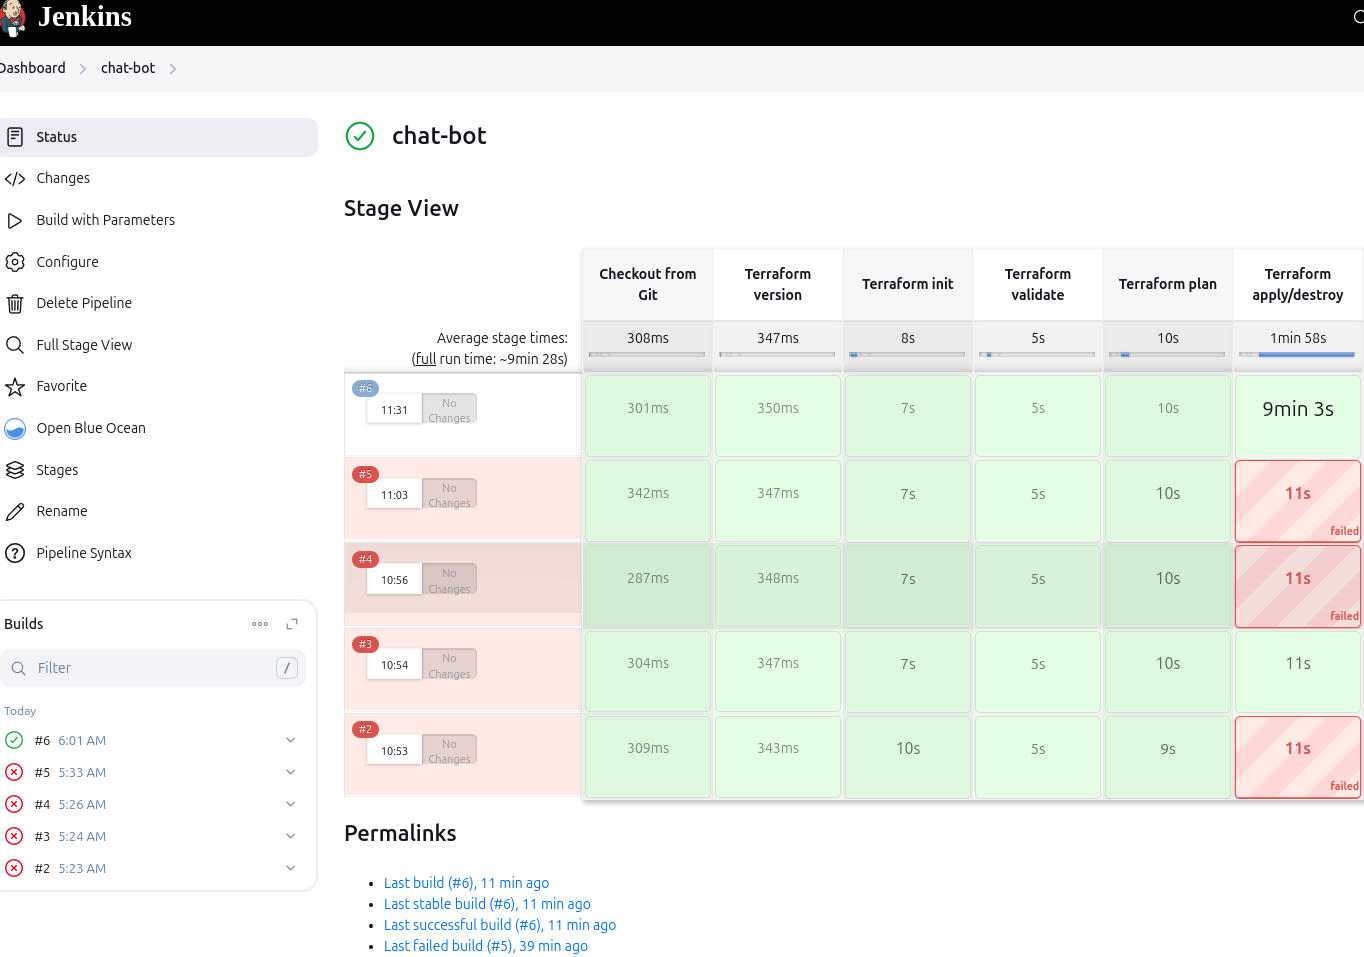 Jenkins
Dashboard > chat-bot >
Status
Changes
Build with Parameters
Configure
Delete Pipeline
Full Stage View
Favorite
Open Blue Ocean
Stages
Rename
Pipeline Syntax
Builds
Filter /
Today
#6 6:01 AM
#5 5:33 AM
#4 5:26 AM
#3 5:24 AM
#2 5:23 AM
chat-bot
Stage View
Checkout from Git
Terraform version
Terraform init
Terraform validate
Terraform plan
Terraform apply/destroy
Average stage times:
(full run time: ~9min 28s)
308ms 347ms 8s 5s 10s 1min 58s
#6
11:31 No Changes
301ms 350ms 7s 5s 10s 9min 3s
#5
11:03 No Changes
342ms 347ms 7s 5s 10s 11s
failed
#4
10:56 No Changes
287ms 348ms 7s 5s 10s 11s
failed
#3
10:54 No Changes
304ms 347ms 7s 5s 10s 11s
#2
10:53 No Changes
309ms 343ms 10s 5s 9s 11s
failed
Permalinks
Last build (#6), 11 min ago
Last stable build (#6), 11 min ago
Last successful build (#6), 11 min ago
Last failed build (#5), 39 min ago